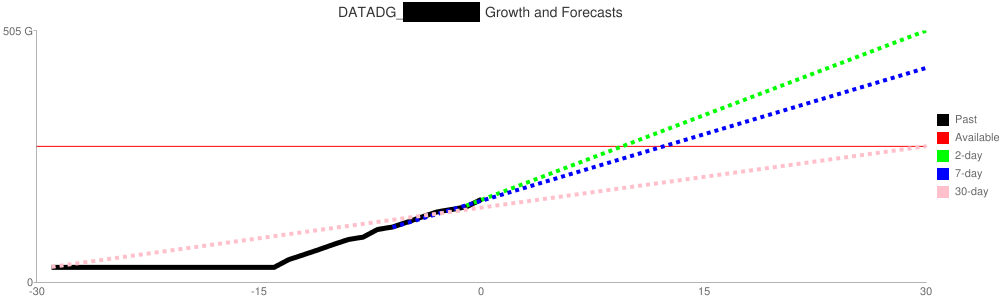 DATADG_ Growth and Forecasts
505 G
0
-30 -15 0 15 30
Past
Available
2-day
7-day
30-day